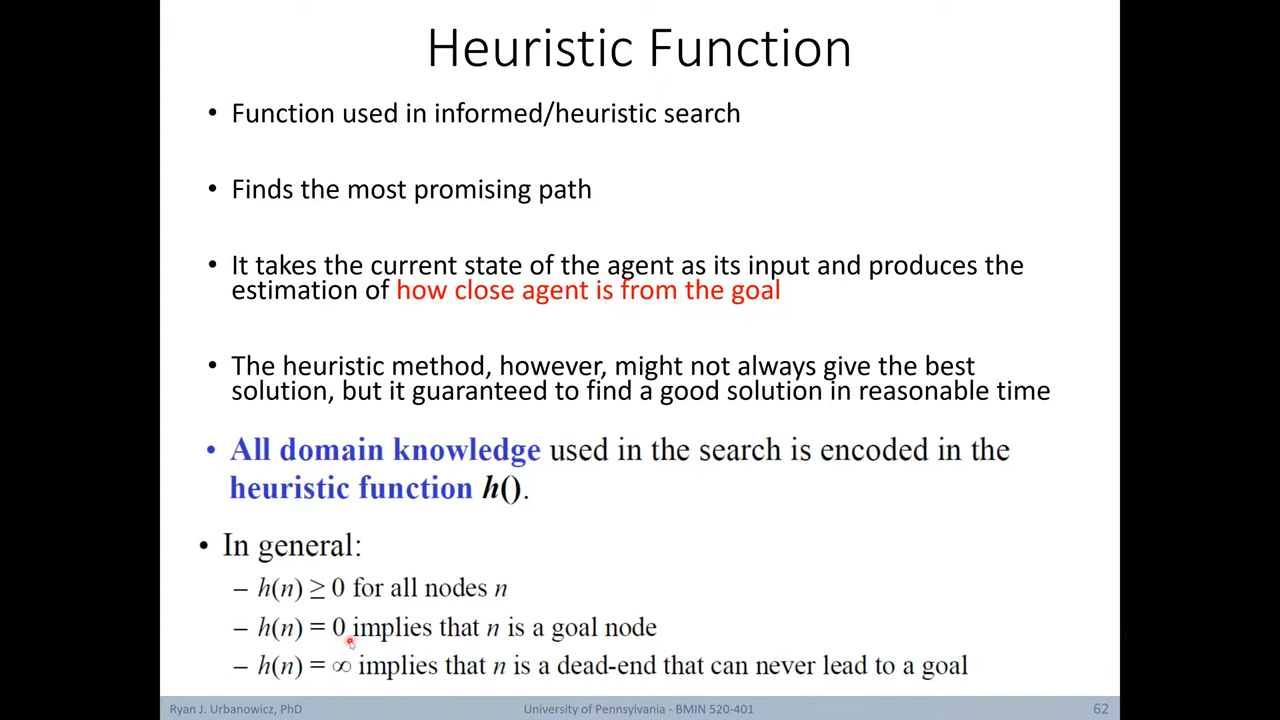 Heuristic Function
• Function used in informed/heuristic search
• Finds the most promising path
• It takes the current state of the agent as its input and produces the
estimation of how close agent is from the goal
• The heuristic method, however, might not always give the best
solution, but it guaranteed to find a good solution in reasonable time
• All domain knowledge used in the search is encoded in the
heuristic function h().
• In general:
– h(n) ≥ 0 for all nodes n
– h(n) = 0 implies that n is a goal node
– h(n) = ∞ implies that n is a dead-end that can never lead to a goal
Ryan J. Urbanowicz, PhD
University of Pennsylvania - BMIN 520-401
62